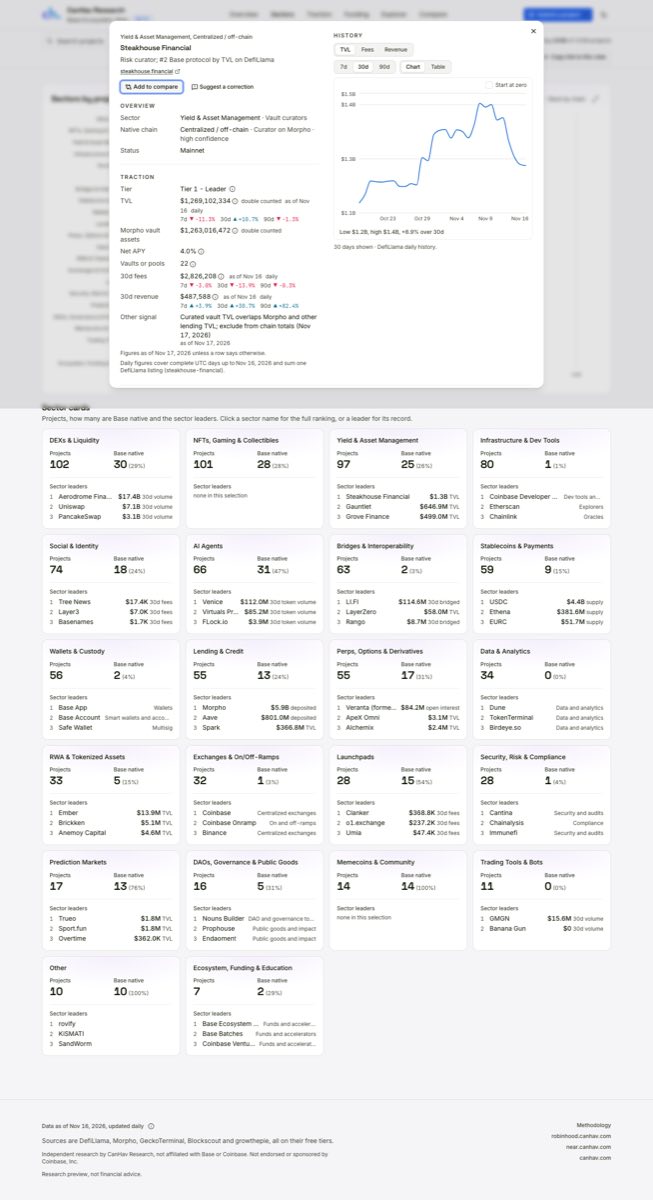 Yield & Asset Management, Centralized / off-chain
Steakhouse Financial
Risk curator; #2 Base protocol by TVL on DefiLlama
steakhouse.financial
Add to compare
Suggest a correction
OVERVIEW
Sector Yield & Asset Management · Vault curators
Native chain Centralized / off-chain · Curator on Morpho ·
high confidence
Status Mainnet
TRACTION
Tier Tier 1 · Leader
TVL $1,269,102,334 double counted as of Nov
16 daily
7d ▼ -11.3% 30d ▲ +10.7% 90d ▼ -1.3%
Morpho vault $1,263,016,472 double counted
assets
Net APY 4.0%
Vaults or pools 22
30d fees $2,826,208 as of Nov 16 daily
30d revenue $487,588 as of Nov 16 daily
Other signal Curated vault TVL overlaps Morpho and other
lending TVL; exclude from chain totals (Nov
17, 2026)
as of Nov 17, 2026
Figures as of Nov 17, 2026 unless a row says otherwise.
Daily figures cover complete UTC days up to Nov 16, 2026 and sum one
DefiLlama listing (steakhouse-financial).
HISTORY
TVL Fees Revenue
7d 30d 90d Chart Table
Start at zero
$1.5B
$1.4B
$1.3B
$1.1B
Oct 23 Oct 29 Nov 4 Nov 9 Nov 16
Low $1.2B, high $1.4B, +6.9% over 30d
30 days shown · DefiLlama daily history.
Sector cards
Projects, how many are Base native and the sector leaders. Click a sector name for the full ranking, or a leader for its record.
DEXs & Liquidity
Projects Base native
102 30 (29%)
Sector leaders
1 Aerodrome Fina... $17.4B 30d volume
2 Uniswap $7.1B 30d volume
3 PancakeSwap $3.1B 30d volume
NFTs, Gaming & Collectibles
Projects Base native
101 28 (28%)
Sector leaders
none in this selection
Yield & Asset Management
Projects Base native
97 25 (26%)
Sector leaders
1 Steakhouse Financial $1.3B TVL
2 Gauntlet $646.9M TVL
3 Grove Finance $499.0M TVL
Infrastructure & Dev Tools
Projects Base native
80 1 (1%)
Sector leaders
1 Coinbase Developer ... Dev tools an...
2 Etherscan Explorers
3 Chainlink Oracles
Social & Identity
Projects Base native
74 18 (24%)
Sector leaders
1 Tree News $17.4K 30d fees
2 Layer3 $7.0K 30d fees
3 Basenames $1.7K 30d fees
AI Agents
Projects Base native
66 31 (47%)
Sector leaders
1 Venice $112.0M 30d token volume
2 Virtuals Pr... $85.2M 30d token volume
3 FLock.io $3.9M 30d token volume
Bridges & Interoperability
Projects Base native
63 2 (3%)
Sector leaders
1 LI.FI $114.6M 30d bridged
2 LayerZero $58.0M TVL
3 Rango $8.7M 30d bridged
Stablecoins & Payments
Projects Base native
59 9 (15%)
Sector leaders
1 USDC $4.4B supply
2 Ethena $381.6M supply
3 EURC $51.7M supply
Wallets & Custody
Projects Base native
56 2 (4%)
Sector leaders
1 Base App Wallets
2 Base Account Smart wallets and acco...
3 Safe Wallet Multisig
Lending & Credit
Projects Base native
55 13 (24%)
Sector leaders
1 Morpho $5.9B deposited
2 Aave $801.0M deposited
3 Spark $366.8M TVL
Perps, Options & Derivatives
Projects Base native
55 17 (31%)
Sector leaders
1 Veranta (forme... $84.2M open interest
2 ApeX Omni $3.1M TVL
3 Alchemix $2.4M TVL
Data & Analytics
Projects Base native
34 0 (0%)
Sector leaders
1 Dune Data and analytics
2 TokenTerminal Data and analytics
3 Birdeye.so Data and analytics
RWA & Tokenized Assets
Projects Base native
33 5 (15%)
Sector leaders
1 Ember $13.9M TVL
2 Brickken $5.1M TVL
3 Anemoy Capital $4.6M TVL
Exchanges & On/Off-Ramps
Projects Base native
32 1 (3%)
Sector leaders
1 Coinbase Centralized exchanges
2 Coinbase Onramp On and off-ramps
3 Binance Centralized exchanges
Launchpads
Projects Base native
28 15 (54%)
Sector leaders
1 Clanker $368.8K 30d fees
2 o1.exchange $237.2K 30d fees
3 Umia $47.4K 30d fees
Security, Risk & Compliance
Projects Base native
28 1 (4%)
Sector leaders
1 Cantina Security and audits
2 Chainalysis Compliance
3 Immunefi Security and audits
Prediction Markets
Projects Base native
17 13 (76%)
Sector leaders
1 Trueo $1.8M TVL
2 Sport.fun $1.8M TVL
3 Overtime $362.0K TVL
DAOs, Governance & Public Goods
Projects Base native
16 5 (31%)
Sector leaders
1 Nouns Builder DAO and governance to...
2 Prophouse Public goods and impact
3 Endaoment Public goods and impact
Memecoins & Community
Projects Base native
14 14 (100%)
Sector leaders
none in this selection
Trading Tools & Bots
Projects Base native
11 0 (0%)
Sector leaders
1 GMGN $15.6M 30d volume
2 Banana Gun $0 30d volume
Other
Projects Base native
10 10 (100%)
Sector leaders
1 rovify
2 KiSMATI
3 SandWorm
Ecosystem, Funding & Education
Projects Base native
7 2 (29%)
Sector leaders
1 Base Ecosystem ... Funds and acceler...
2 Base Batches Funds and accelerators
3 Coinbase Ventu... Funds and accelerat...
Data as of Nov 16, 2026, updated daily
Sources are DefiLlama, Morpho, GeckoTerminal, Blockscout and growthepie, all on their free tiers.
Independent research by CanHav Research, not affiliated with Base or Coinbase. Not endorsed or sponsored by
Coinbase, Inc.
Research preview, not financial advice.
Methodology
robinhood.canhav.com
near.canhav.com
canhav.com